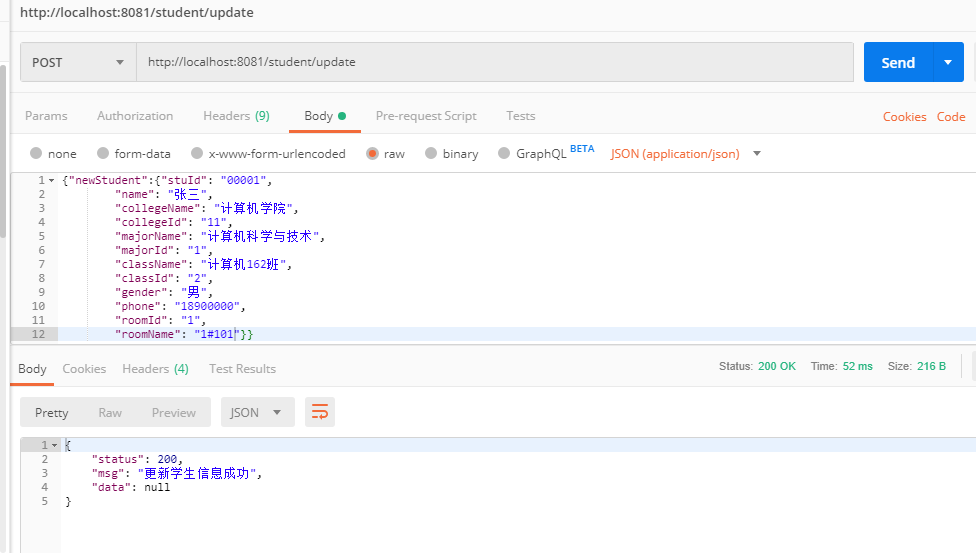 http://localhost:8081/student/update
POST http://localhost:8081/student/update Send
Params Authorization Headers (9) Body Pre-request Script Tests Cookies Code
none form-data x-www-form-urlencoded raw binary GraphQL BETA JSON (application/json)
1 {"newStudent":{"stuId": "00001",
2 "name": "张三",
3 "collegeName": "计算机学院",
4 "collegeId": "11",
5 "majorName": "计算机科学与技术",
6 "majorId": "1",
7 "className": "计算机162班",
8 "classId": "2",
9 "gender": "男",
10 "phone": "18900000",
11 "roomId": "1",
12 "roomName": "1#101"}}
Body Cookies Headers (4) Test Results Status: 200 OK Time: 52 ms Size: 216 B
Pretty Raw Preview JSON
1 {
2 "status": 200,
3 "msg": "更新学生信息成功",
4 "data": null
5 }